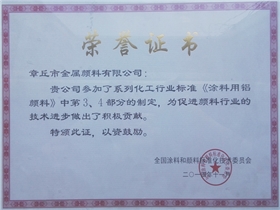 荣誉证书
章丘市金属颜料有限公司：
贵公司参加了系列化工行业标准《涂料用铝
颜料》中第3、4部分的制定，为促进颜料行业的
技术进步做出了积极贡献。
特颁此证，以资鼓励。
全国涂料和颜料标准化技术委员会